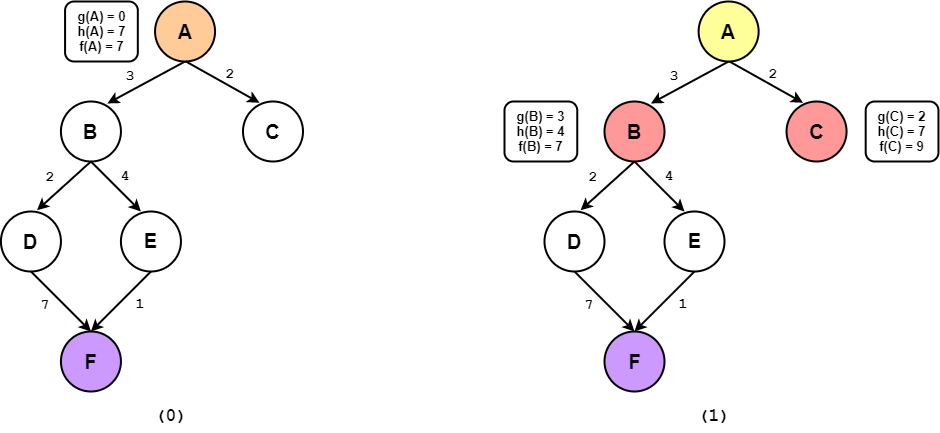 g(A) = 0
h(A) = 7
f(A) = 7
A
3
2
B
C
2
4
D
E
7
1
F
(0)
A
3
2
g(B) = 3
h(B) = 4
f(B) = 7
B
C
g(C) = 2
h(C) = 7
f(C) = 9
2
4
D
E
7
1
F
(1)